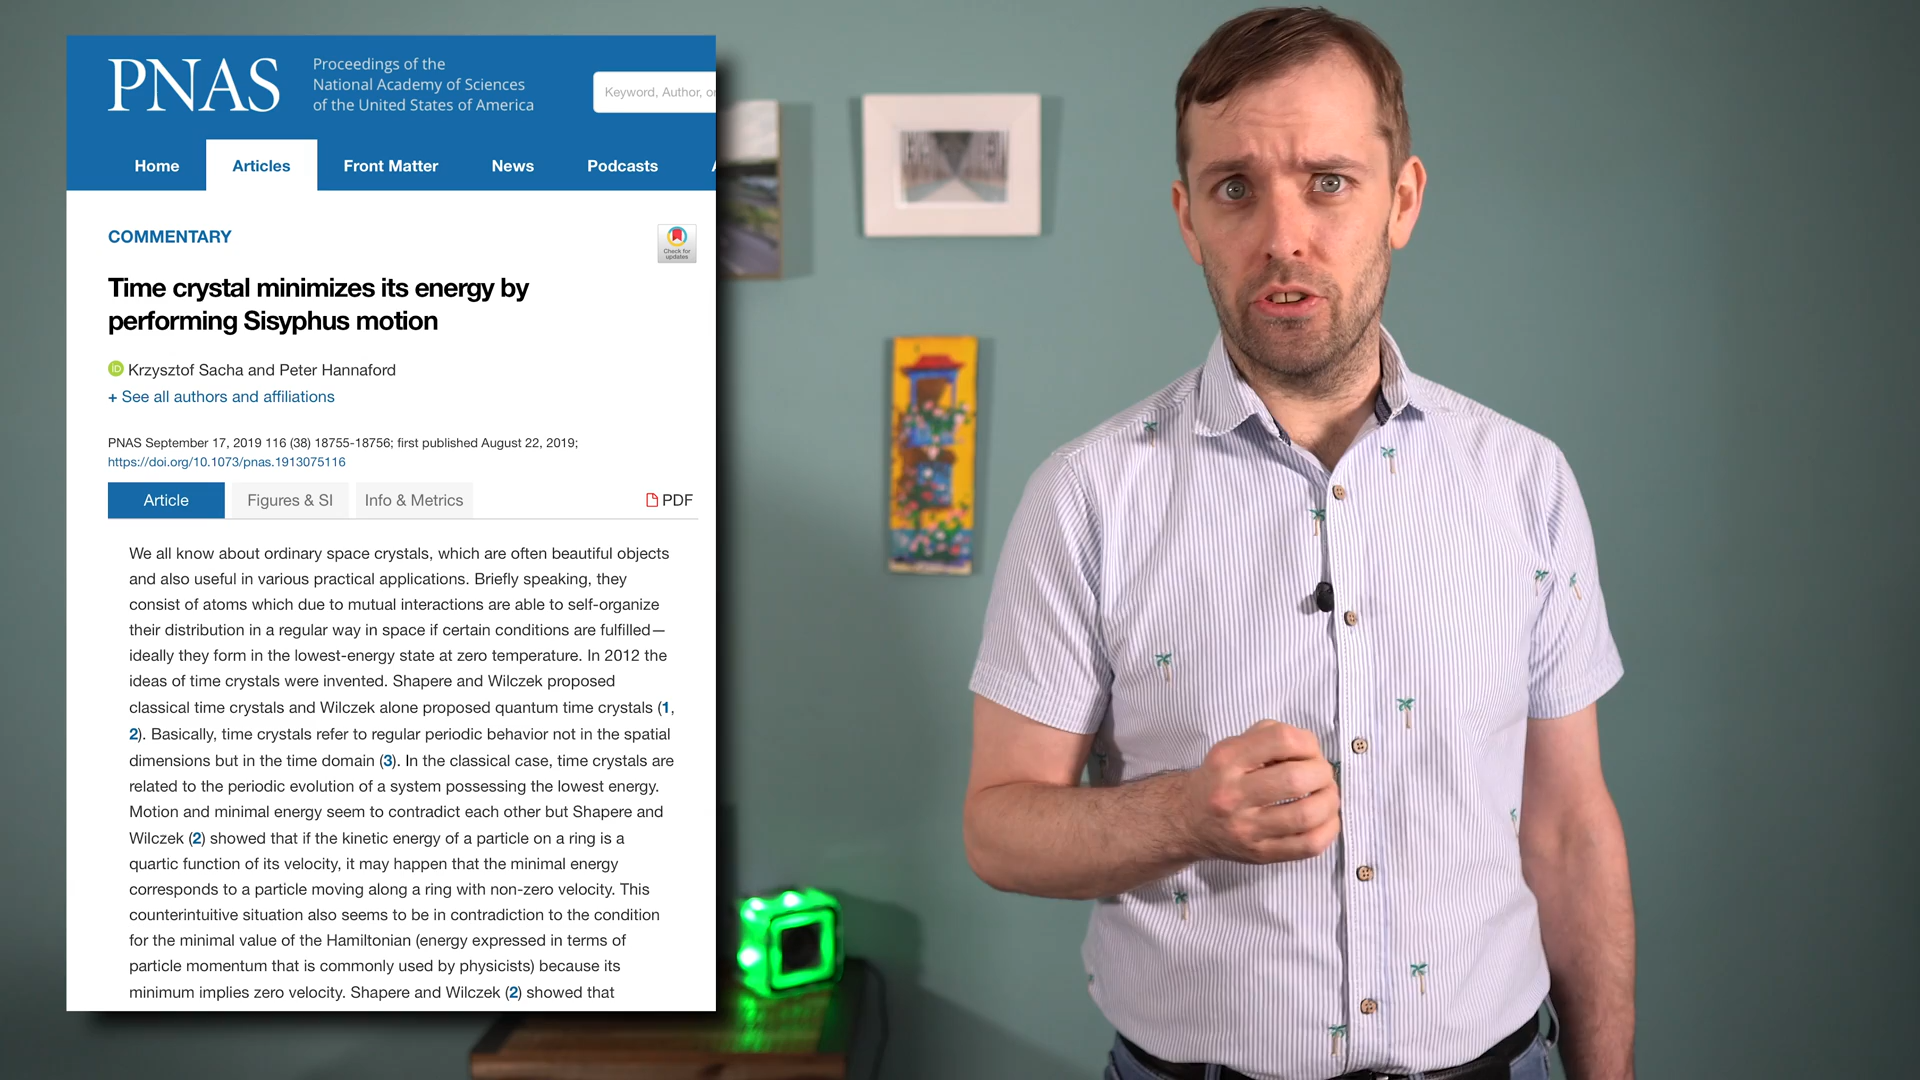 PNAS
Proceedings of the
National Academy of Sciences
of the United States of America
Keyword, Author, or
Home Articles Front Matter News Podcasts
COMMENTARY
Check for
updates
Time crystal minimizes its energy by
performing Sisyphus motion
iD Krzysztof Sacha and Peter Hannaford
+ See all authors and affiliations
PNAS September 17, 2019 116 (38) 18755-18756; first published August 22, 2019;
https://doi.org/10.1073/pnas.1913075116
Article Figures & SI Info & Metrics PDF
We all know about ordinary space crystals, which are often beautiful objects
and also useful in various practical applications. Briefly speaking, they
consist of atoms which due to mutual interactions are able to self-organize
their distribution in a regular way in space if certain conditions are fulfilled—
ideally they form in the lowest-energy state at zero temperature. In 2012 the
ideas of time crystals were invented. Shapere and Wilczek proposed
classical time crystals and Wilczek alone proposed quantum time crystals (1,
2). Basically, time crystals refer to regular periodic behavior not in the spatial
dimensions but in the time domain (3). In the classical case, time crystals are
related to the periodic evolution of a system possessing the lowest energy.
Motion and minimal energy seem to contradict each other but Shapere and
Wilczek (2) showed that if the kinetic energy of a particle on a ring is a
quartic function of its velocity, it may happen that the minimal energy
corresponds to a particle moving along a ring with non-zero velocity. This
counterintuitive situation also seems to be in contradiction to the condition
for the minimal value of the Hamiltonian (energy expressed in terms of
particle momentum that is commonly used by physicists) because its
minimum implies zero velocity. Shapere and Wilczek (2) showed that